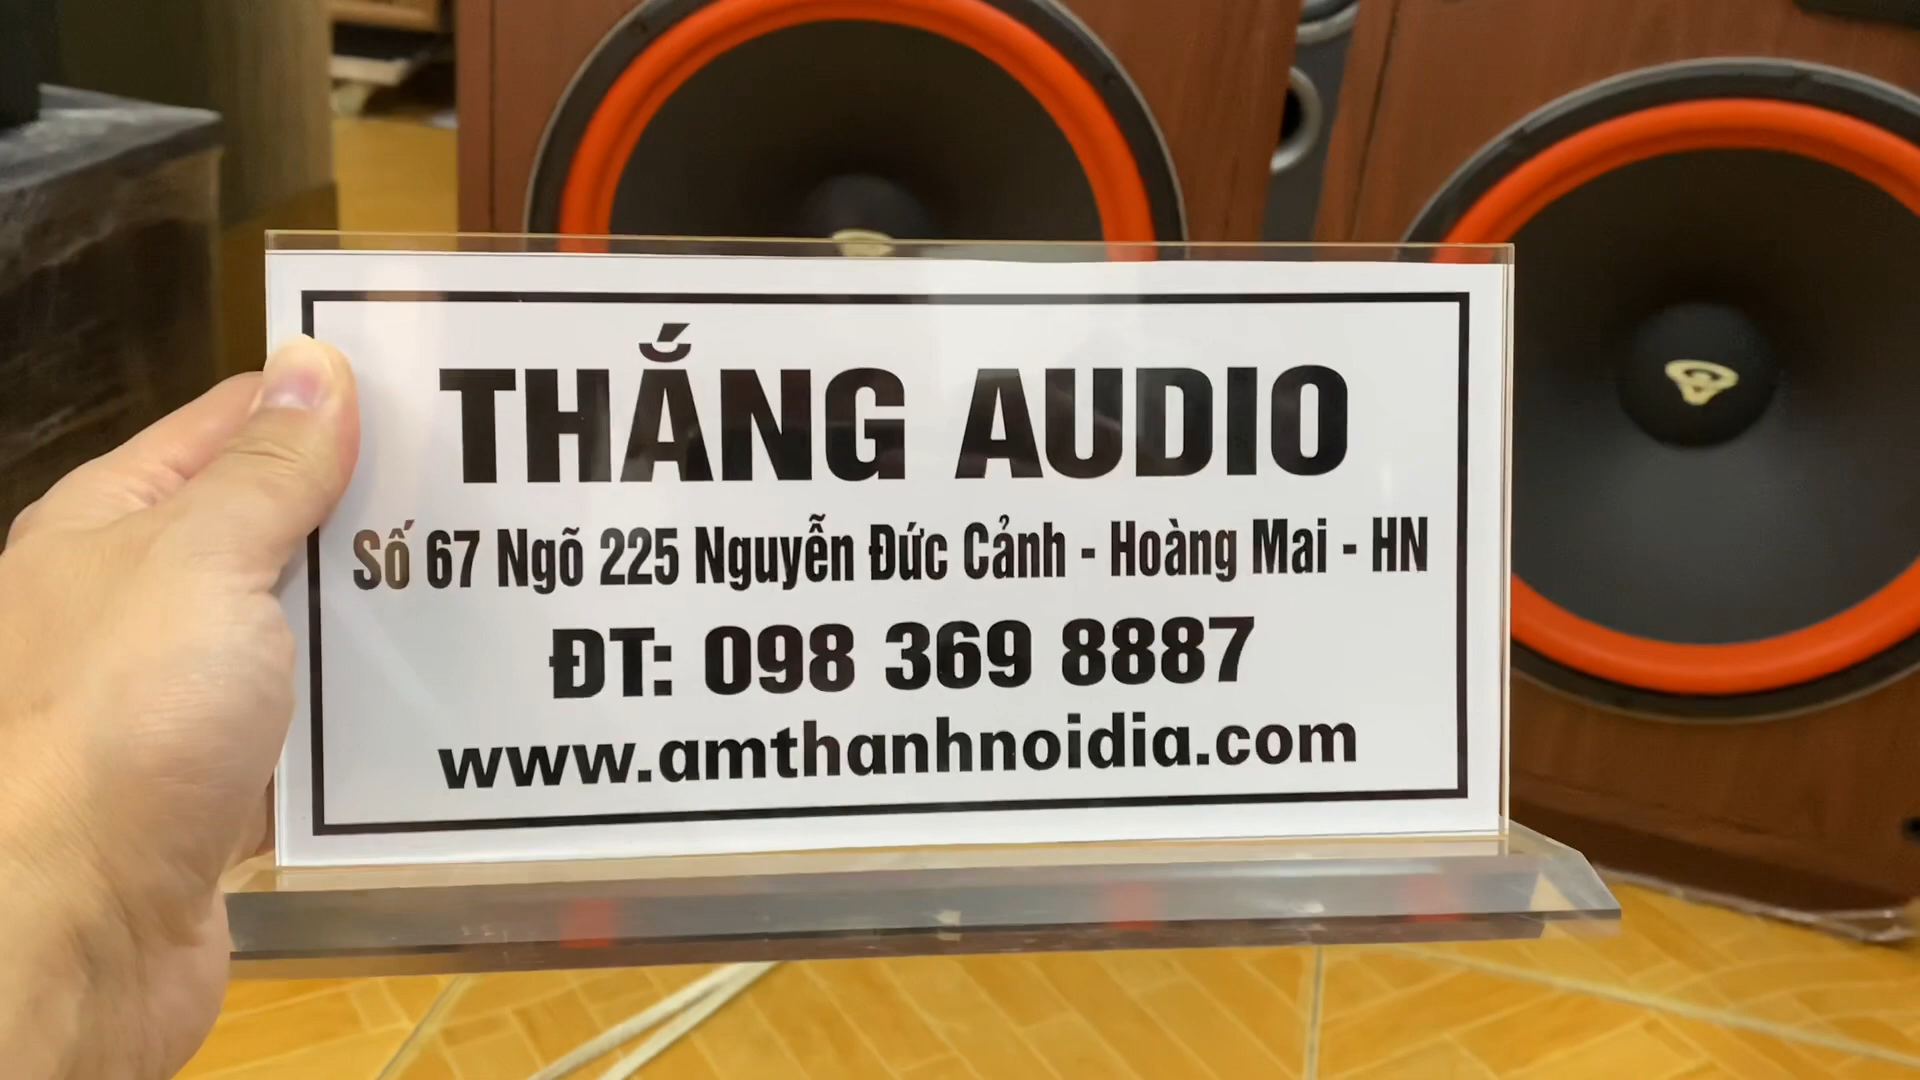 THẮNG AUDIO
Số 67 Ngõ 225 Nguyễn Đức Cảnh - Hoàng Mai - HN
ĐT: 098 369 8887
www.amthanhnoidia.com